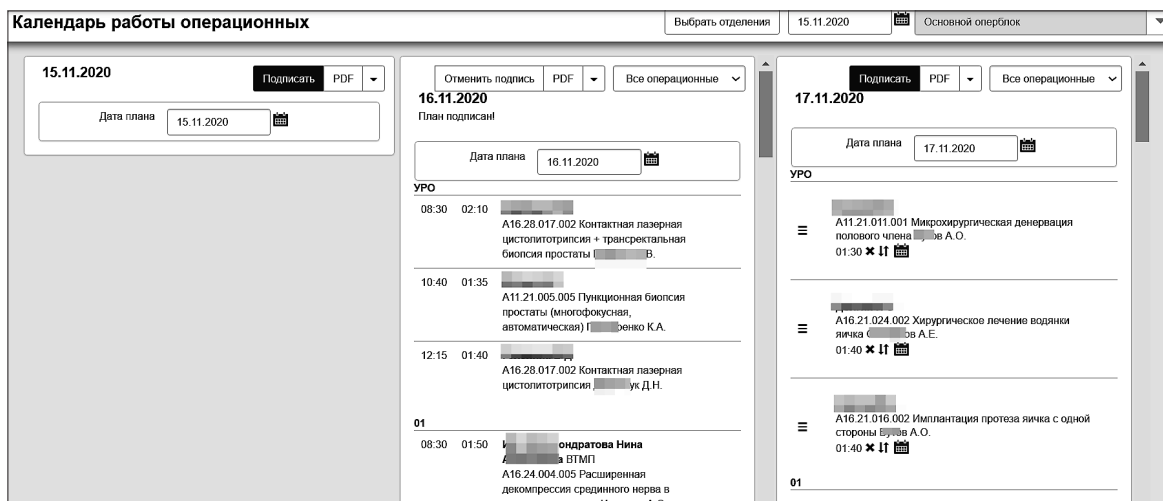 Календарь работы операционных
Выбрать отделения
15.11.2020
Основной оперблок
15.11.2020
Подписать
PDF
Дата плана
15.11.2020
Отменить подпись
PDF
Все операционные
16.11.2020
План подписан!
Дата плана
16.11.2020
УРО
08:30 02:10
A16.28.017.002 Контактная лазерная
цистолитотрипсия + трансректальная
биопсия простаты В.
10:40 01:35
A11.21.005.005 Пункционная биопсия
простаты (многофокусная,
автоматическая) К.А.
12:15 01:40
A16.28.017.002 Контактная лазерная
цистолитотрипсия Д.Н.
01
08:30 01:50 Нина
ВТМП
A16.24.004.005 Расширенная
декомпрессия срединного нерва в
Подписать
PDF
Все операционные
17.11.2020
Дата плана
17.11.2020
УРО
A11.21.011.001 Микрохирургическая денервация
полового члена А.О.
01:30
A16.21.024.002 Хирургическое лечение водянки
яичка А.Е.
01:40
A16.21.016.002 Имплантация протеза яичка с одной
стороны А.О.
01:40
01